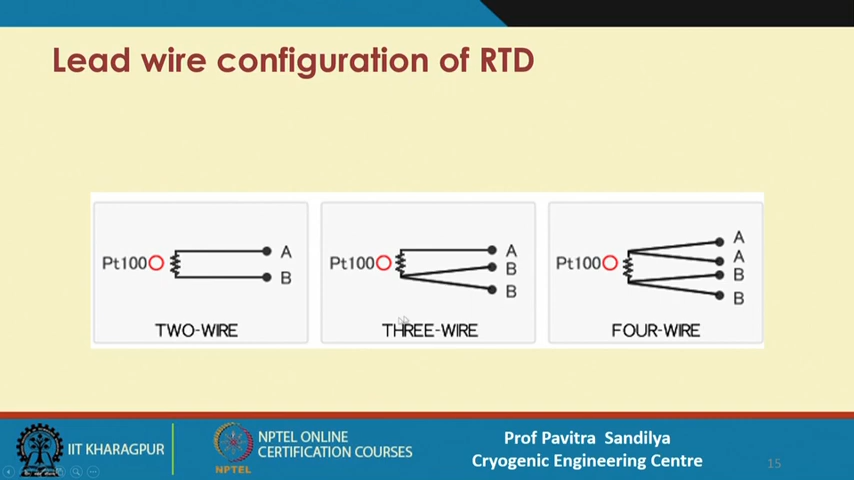 Lead wire configuration of RTD
Pt100
A
B
TWO-WIRE
Pt100
A
B
B
THREE-WIRE
Pt100
A
A
B
B
FOUR-WIRE
IIT KHARAGPUR
NPTEL
NPTEL ONLINE
CERTIFICATION COURSES
Prof Pavitra Sandilya
Cryogenic Engineering Centre
15